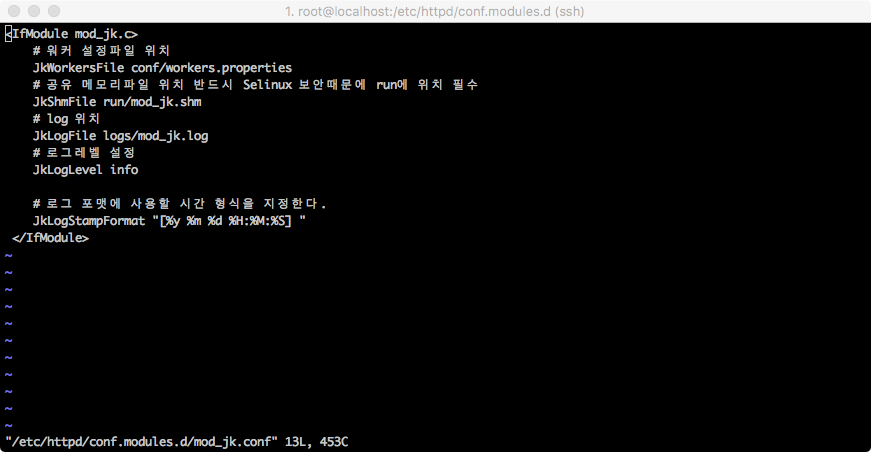 1. root@localhost:/etc/httpd/conf.modules.d (ssh)
<IfModule mod_jk.c>
# 워커 설정파일 위치
JkWorkersFile conf/workers.properties
# 공유 메모리파일 위치 반드시 Selinux 보안때문에 run에 위치 필수
JkShmFile run/mod_jk.shm
# log 위치
JkLogFile logs/mod_jk.log
# 로그레벨 설정
JkLogLevel info
# 로그 포맷에 사용할 시간 형식을 지정한다.
JkLogStampFormat "[%y %m %d %H:%M:%S] "
</IfModule>
~
~
~
~
~
~
~
~
~
~
~
"/etc/httpd/conf.modules.d/mod_jk.conf" 13L, 453C